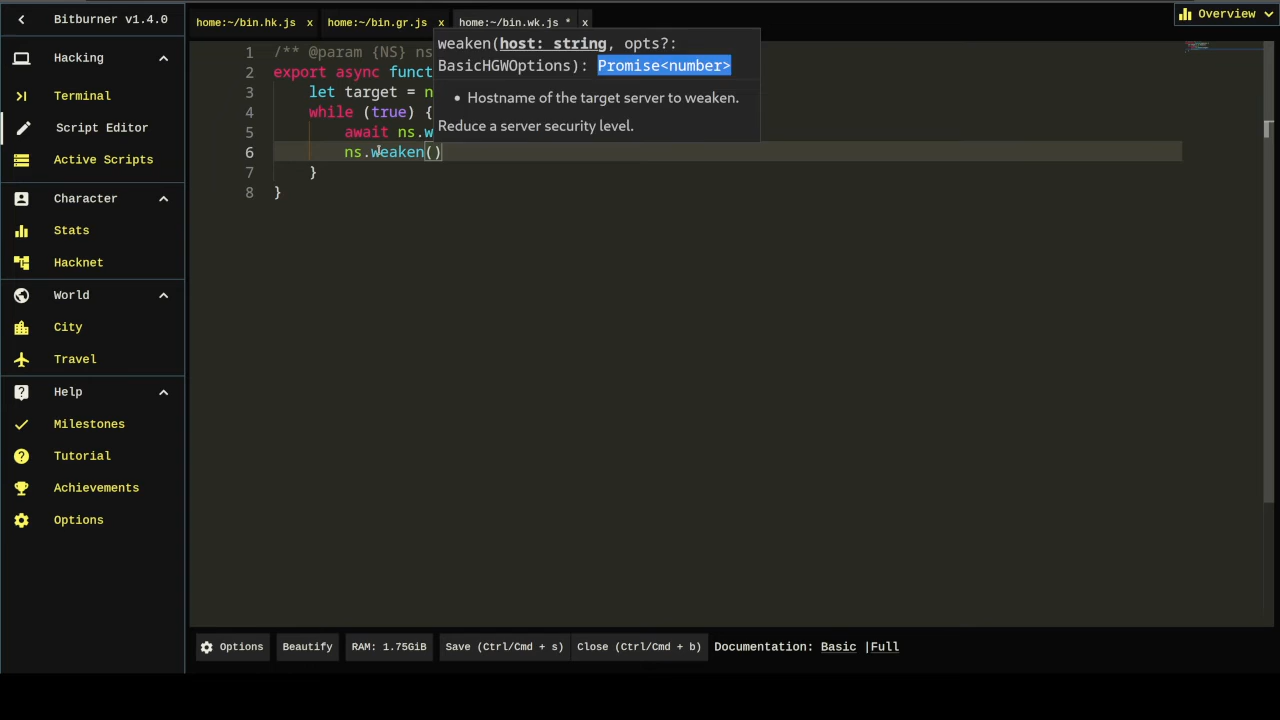 Bitburner v1.4.0
Hacking
Terminal
Script Editor
Active Scripts
Character
Stats
Hacknet
World
City
Travel
Help
Milestones
Tutorial
Achievements
Options
home:~/bin.hk.js x
home:~/bin.gr.js x
home:~/bin.wk.js * x
Overview
weaken(host: string, opts?:
BasicHGWOptions): Promise<number>
• Hostname of the target server to weaken.
Reduce a server security level.
1 /** @param {NS} ns
2 export async funct
3 let target = n
4 while (true) {
5 await ns.w
6 ns.weaken()
7 }
8 }
Options
Beautify
RAM: 1.75GiB
Save (Ctrl/Cmd + s)
Close (Ctrl/Cmd + b)
Documentation: Basic |Full